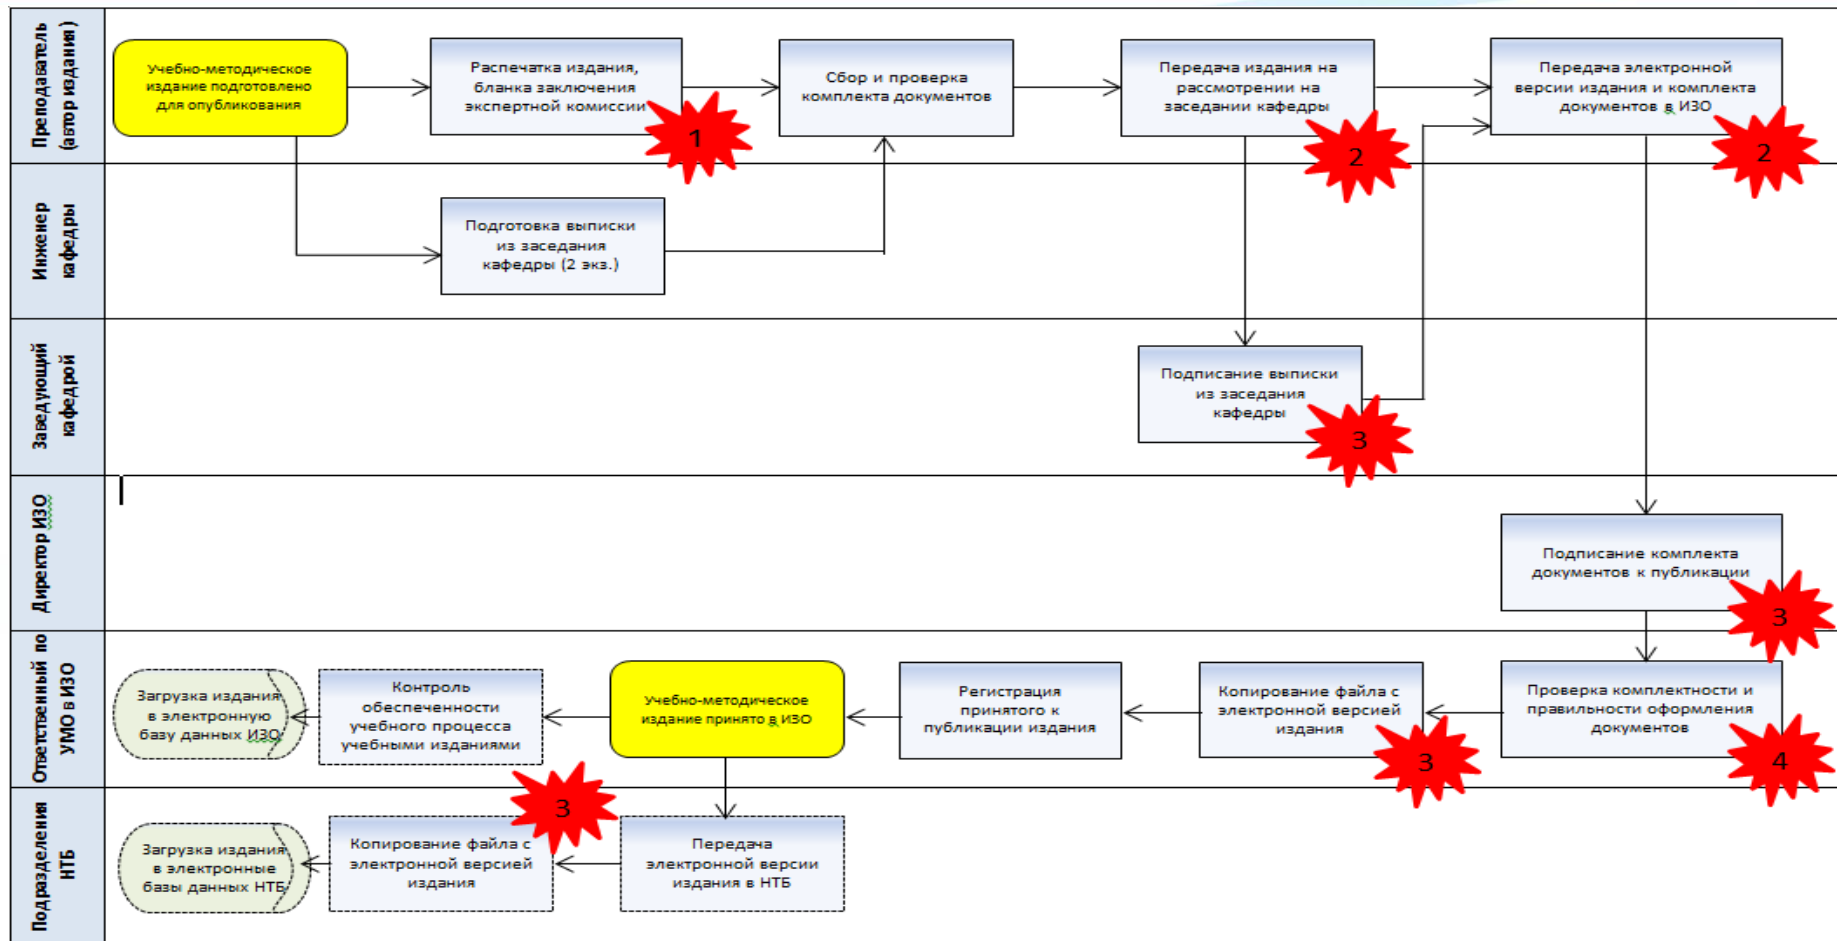 Преподаватель
(автор издания)
Учебно-методическое
издание подготовлено
для опубликования
Распечатка издания,
бланка заключения
экспертной комиссии
1
Сбор и проверка
комплекта документов
Передача издания на
рассмотрении на
заседании кафедры
2
Передача электронной
версии издания и комплекта
документов в ИЗО
2
Инженер
кафедры
Подготовка выписки
из заседания
кафедры (2 экз.)
Заведующий
кафедрой
Подписание выписки
из заседания
кафедры
3
Директор ИЗО
Подписание комплекта
документов к публикации
3
Ответственный по
УМО в ИЗО
Загрузка издания
в электронную
базу данных ИЗО
Контроль
обеспеченности
учебного процесса
учебными изданиями
Учебно-методическое
издание принято в ИЗО
Регистрация
принятого к
публикации издания
Копирование файла с
электронной версией
издания
3
Проверка комплектности и
правильности оформления
документов
4
Подразделения
НТБ
Загрузка издания
в электронные
базы данных НТБ
Копирование файла с
электронной версией
издания
3
Передача
электронной версии
издания в НТБ